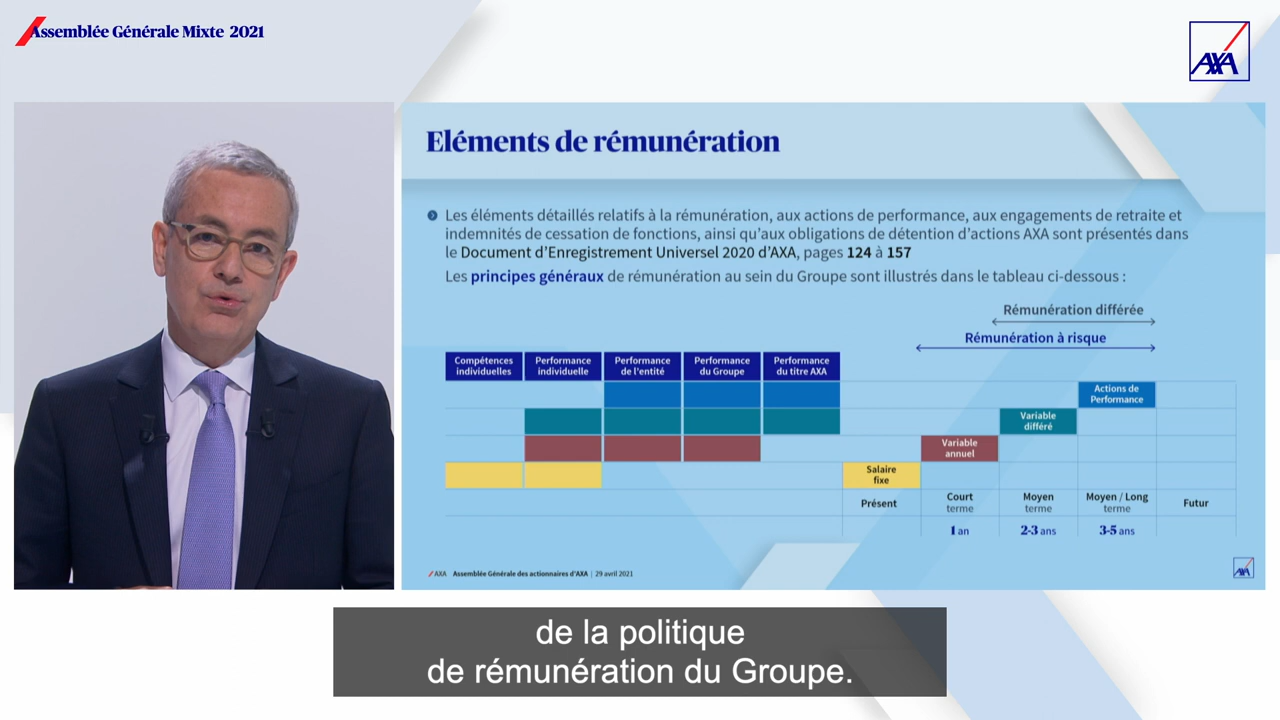 Assemblée Générale Mixte 2021
AXA
Eléments de rémunération
Les éléments détaillés relatifs à la rémunération, aux actions de performance, aux engagements de retraite et
indemnités de cessation de fonctions, ainsi qu’aux obligations de détention d’actions AXA sont présentés dans
le Document d’Enregistrement Universel 2020 d’AXA, pages 124 à 157
Les principes généraux de rémunération au sein du Groupe sont illustrés dans le tableau ci-dessous :
Rémunération différée
Rémunération à risque
Compétences individuelles
Performance individuelle
Performance de l’entité
Performance du Groupe
Performance du titre AXA
Actions de Performance
Variable différé
Variable annuel
Salaire fixe
Présent
Court terme
Moyen terme
Moyen / Long terme
Futur
1 an
2-3 ans
3-5 ans
AXA Assemblée Générale des actionnaires d’AXA | 29 avril 2021
AXA
de la politique
de rémunération du Groupe.